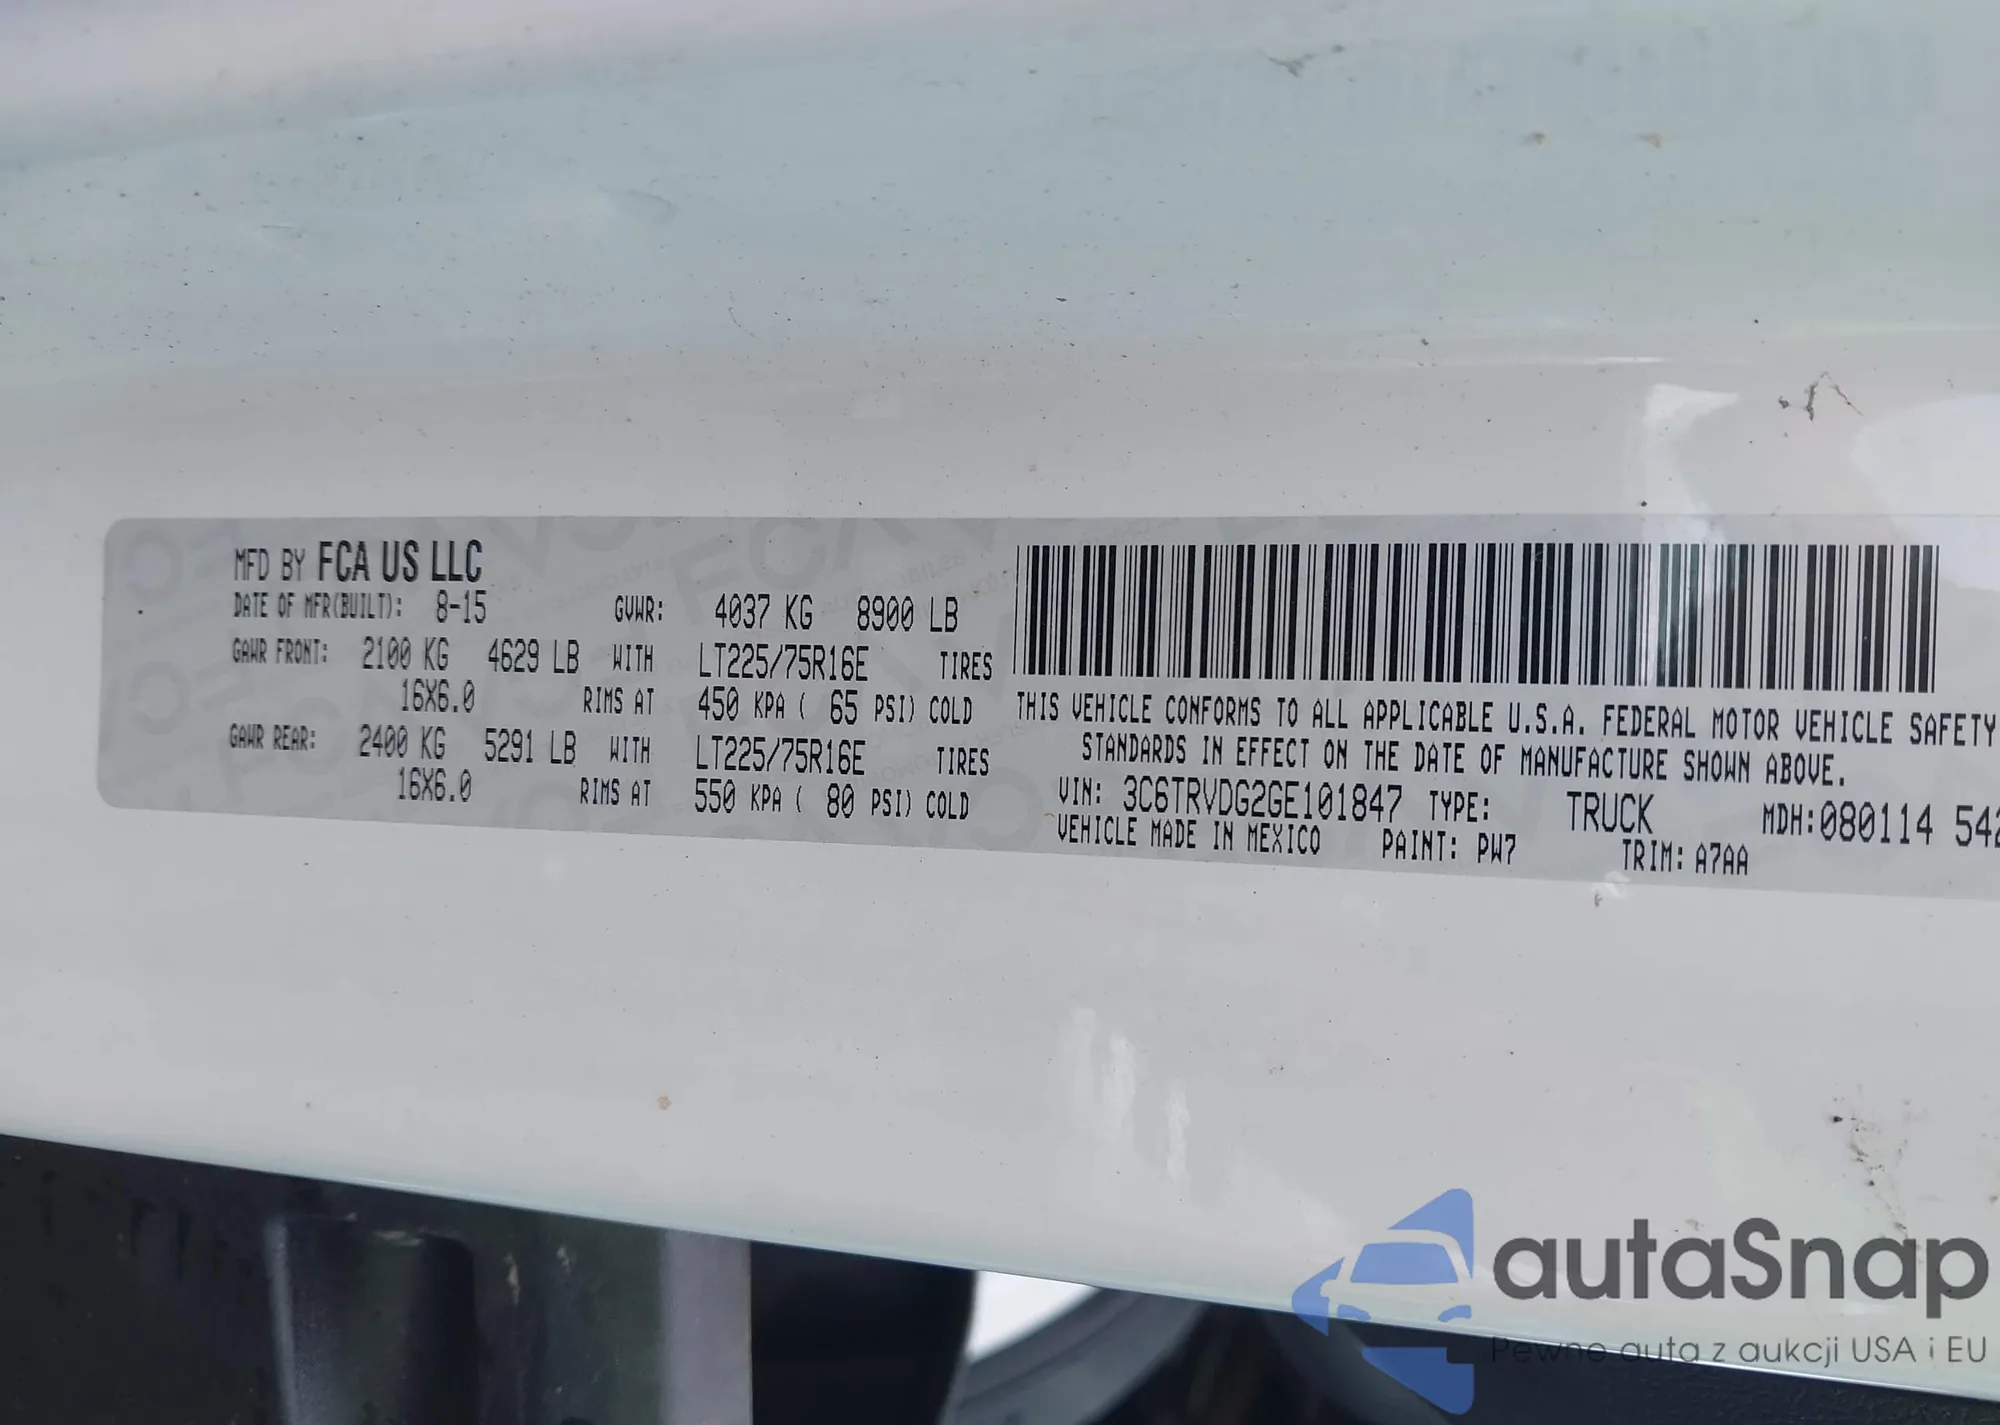 MFD BY FCA US LLC
DATE OF MFR(BUILT): 8-15 GVWR: 4037 KG 8900 LB
GAWR FRONT: 2100 KG 4629 LB WITH LT225/75R16E TIRES
16X6.0 RIMS AT 450 KPA ( 65 PSI) COLD
GAWR REAR: 2400 KG 5291 LB WITH LT225/75R16E TIRES
16X6.0 RIMS AT 550 KPA ( 80 PSI) COLD
THIS VEHICLE CONFORMS TO ALL APPLICABLE U.S.A. FEDERAL MOTOR VEHICLE SAFETY
STANDARDS IN EFFECT ON THE DATE OF MANUFACTURE SHOWN ABOVE.
VIN: 3C6TRVDG2GE101847 TYPE: TRUCK MDH:080114 542
VEHICLE MADE IN MEXICO PAINT: PW7 TRIM: A7AA
autaSnap
Pewne auta z aukcji USA i EU